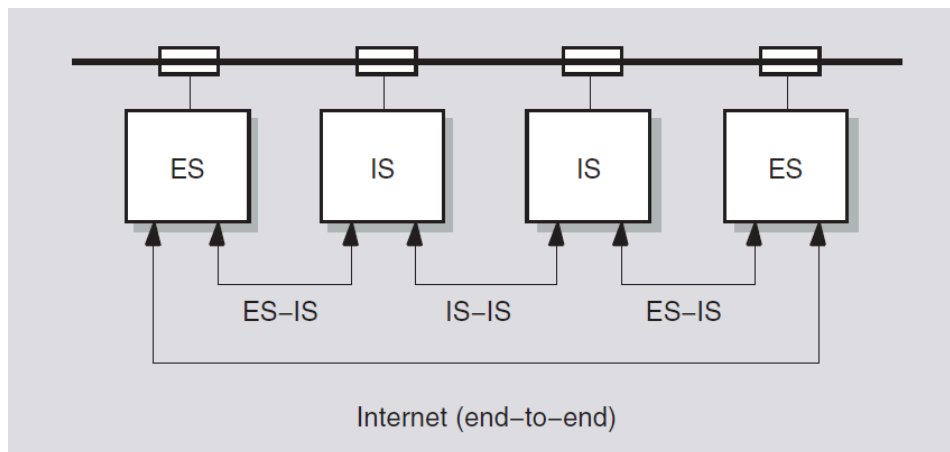 ES IS IS ES
ES–IS IS–IS ES–IS
Internet (end–to–end)